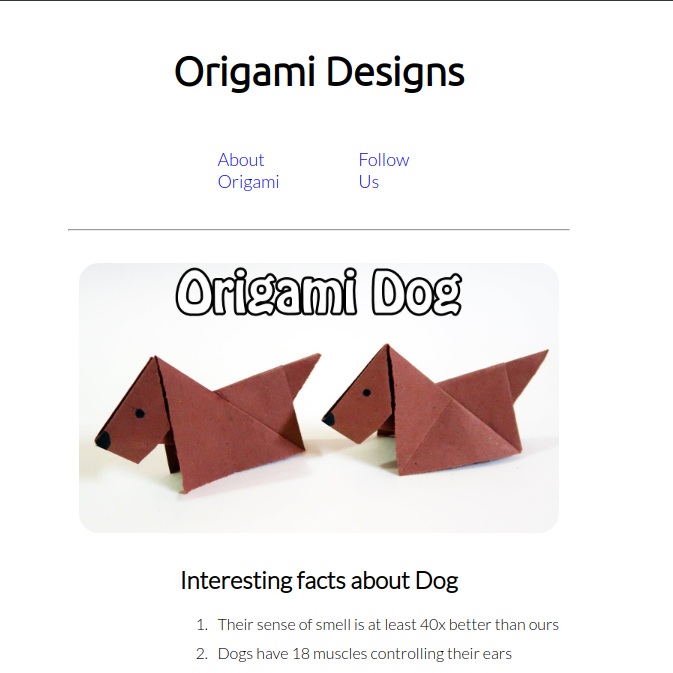 Origami Designs
About
Origami
Follow
Us
Origami Dog
Interesting facts about Dog
1. Their sense of smell is at least 40x better than ours
2. Dogs have 18 muscles controlling their ears